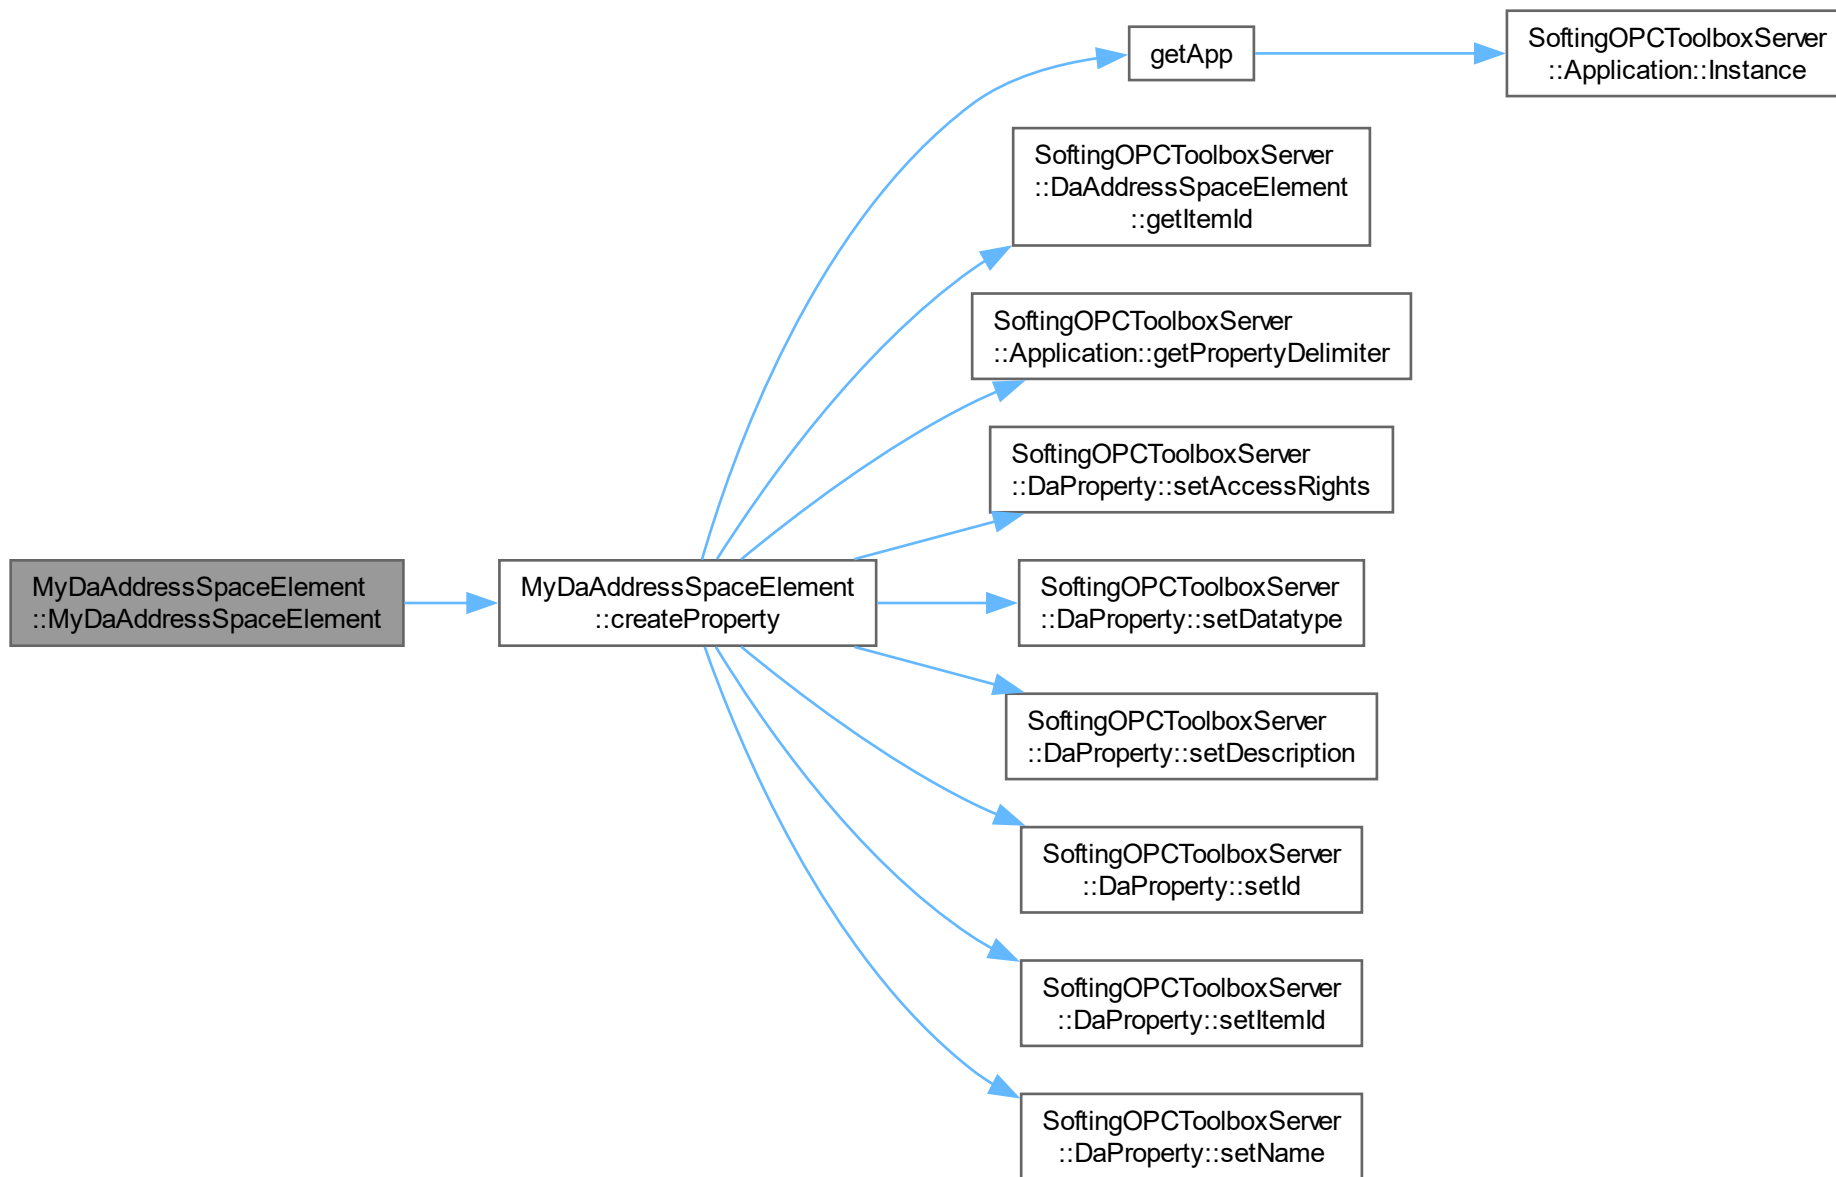 getApp
SoftingOPCToolboxServer
::Application::Instance
SoftingOPCToolboxServer
::DaAddressSpaceElement
::getItemId
SoftingOPCToolboxServer
::Application::getPropertyDelimiter
SoftingOPCToolboxServer
::DaProperty::setAccessRights
MyDaAddressSpaceElement
::MyDaAddressSpaceElement
MyDaAddressSpaceElement
::createProperty
SoftingOPCToolboxServer
::DaProperty::setDatatype
SoftingOPCToolboxServer
::DaProperty::setDescription
SoftingOPCToolboxServer
::DaProperty::setId
SoftingOPCToolboxServer
::DaProperty::setItemId
SoftingOPCToolboxServer
::DaProperty::setName